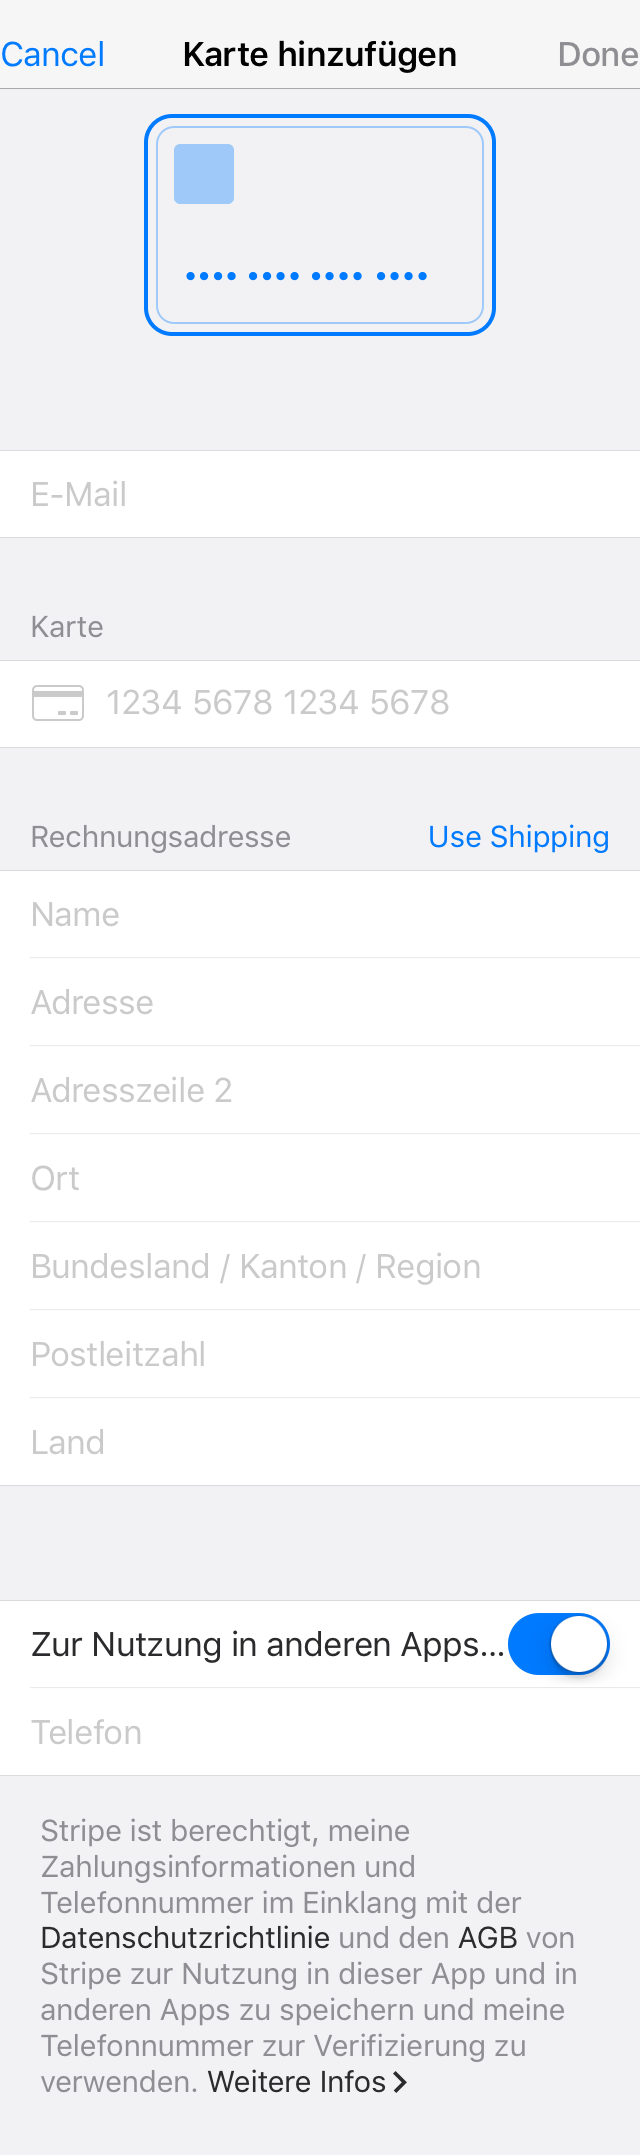 Cancel Karte hinzufügen Done
•••• •••• •••• ••••
E-Mail
Karte
1234 5678 1234 5678
Rechnungsadresse Use Shipping
Name
Adresse
Adresszeile 2
Ort
Bundesland / Kanton / Region
Postleitzahl
Land
Zur Nutzung in anderen Apps...
Telefon
Stripe ist berechtigt, meine
Zahlungsinformationen und
Telefonnummer im Einklang mit der
Datenschutzrichtlinie und den AGB von
Stripe zur Nutzung in dieser App und in
anderen Apps zu speichern und meine
Telefonnummer zur Verifizierung zu
verwenden. Weitere Infos